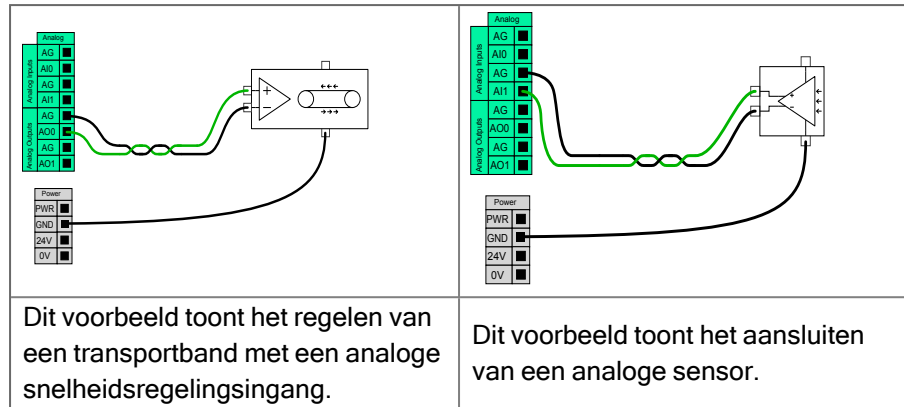 Analog
Analog Inputs
AG
AI0
AG
AI1
Analog Outputs
AG
AO0
AG
AO1
+
−
←←←
→→→
Power
PWR
GND
24V
0V
Dit voorbeeld toont het regelen van
een transportband met een analoge
snelheidsregelingsingang.
Analog
Analog Inputs
AG
AI0
AG
AI1
Analog Outputs
AG
AO0
AG
AO1
+
−
Power
PWR
GND
24V
0V
Dit voorbeeld toont het aansluiten
van een analoge sensor.